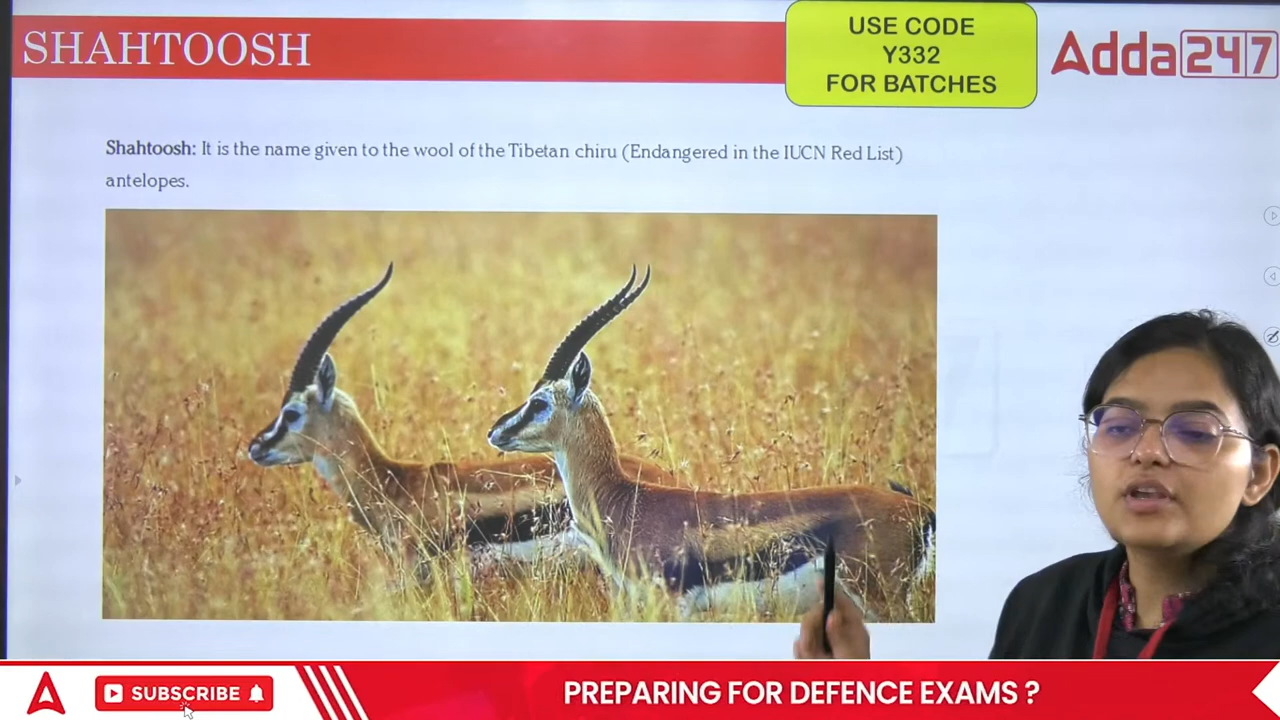 SHAHTOOSH
USE CODE
Y332
FOR BATCHES
Adda247
Shahtoosh: It is the name given to the wool of the Tibetan chiru (Endangered in the IUCN Red List)
antelopes.
SUBSCRIBE
PREPARING FOR DEFENCE EXAMS ?